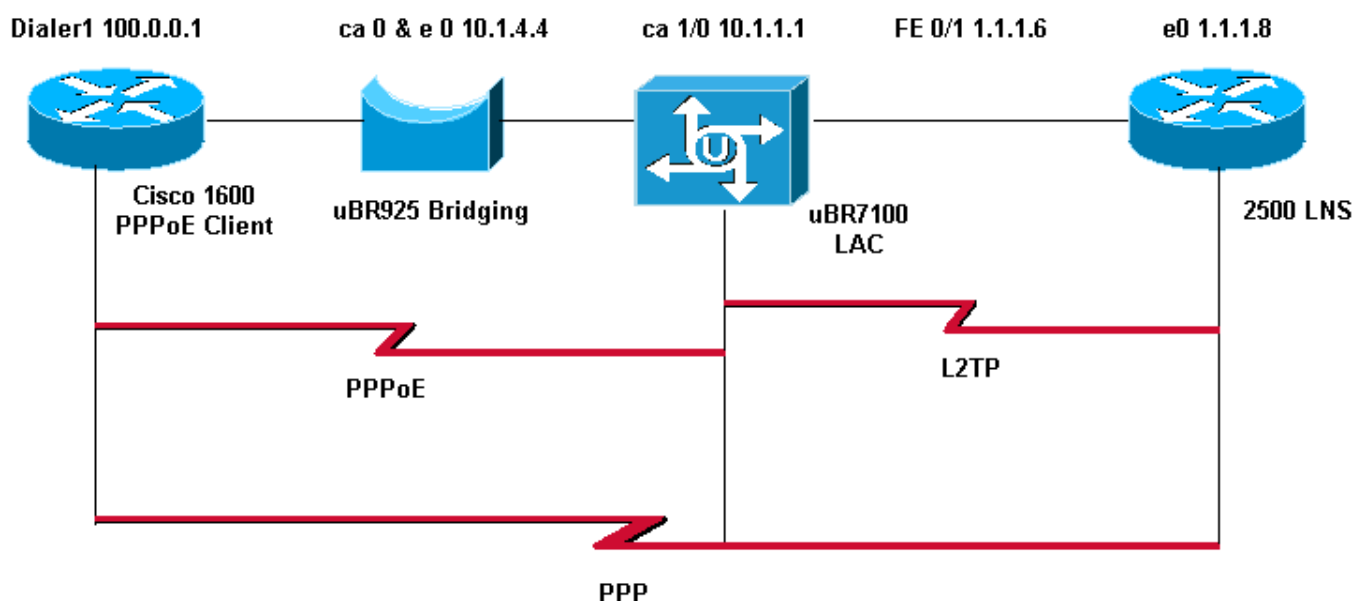 Dialer1 100.0.0.1
ca 0 & e 0 10.1.4.4
ca 1/0 10.1.1.1
FE 0/1 1.1.1.6
e0 1.1.1.8
U
Cisco 1600
PPPoE Client
uBR925 Bridging
uBR7100
LAC
2500 LNS
PPPoE
L2TP
PPP